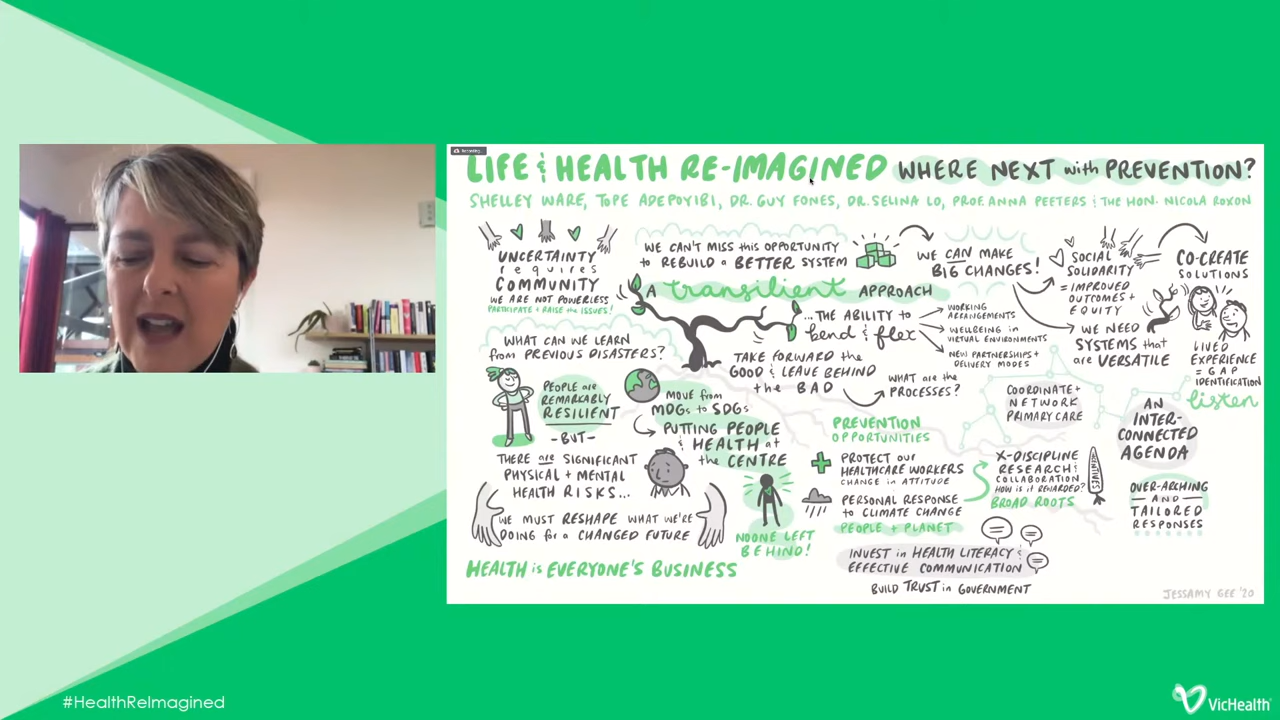 Recording...
LIFE & HEALTH RE-IMAGINED WHERE NEXT with PREVENTION?
SHELLEY WARE, TOPE ADEPOYIBI, DR. GUY FONES, DR. SELINA LO, PROF. ANNA PEETERS & THE HON. NICOLA ROXON
UNCERTAINTY
requires
COMMUNITY
WE ARE NOT POWERLESS
PARTICIPATE + RAISE the ISSUES!
WE CAN'T MISS this OPPORTUNITY
to REBUILD a BETTER SYSTEM
WE CAN MAKE
BIG CHANGES!
SOCIAL
SOLIDARITY
= IMPROVED
OUTCOMES +
EQUITY
CO-CREATE
SOLUTIONS
A transilient APPROACH
...THE ABILITY to
bend & flex
WORKING
ARRANGEMENTS
WELLBEING in
VIRTUAL ENVIRONMENTS
NEW PARTNERSHIPS +
DELIVERY MODES
WE NEED
SYSTEMS that
are VERSATILE
LIVED
EXPERIENCE
= GAP
IDENTIFICATION
listen
WHAT CAN WE LEARN
from PREVIOUS DISASTERS?
TAKE FORWARD the
GOOD & LEAVE BEHIND
the BAD
WHAT are the
PROCESSES?
PEOPLE are
REMARKABLY
RESILIENT
-BUT-
THERE are SIGNIFICANT
PHYSICAL + MENTAL
HEALTH RISKS...
WE MUST RESHAPE WHAT WE'RE
DOING for a CHANGED FUTURE
HEALTH is EVERYONE'S BUSINESS
MOVE from
MDGs to SDGs
PUTTING PEOPLE
& HEALTH at
the CENTRE
NO ONE LEFT
BEHIND!
PREVENTION
OPPORTUNITIES
PROTECT our
HEALTHCARE WORKERS
CHANGE in ATTITUDE
PERSONAL RESPONSE
to CLIMATE CHANGE
PEOPLE + PLANET
COORDINATE +
NETWORK
PRIMARY CARE
X-DISCIPLINE
RESEARCH &
COLLABORATION
HOW is it REWARDED?
BROAD ROOTS
INCENTIVES
AN
INTER-
CONNECTED
AGENDA
OVER-ARCHING
-AND-
TAILORED
RESPONSES
INVEST in HEALTH LITERACY &
EFFECTIVE COMMUNICATION
BUILD TRUST in GOVERNMENT
JESSAMY GEE '20
#HealthReImagined
VicHealth